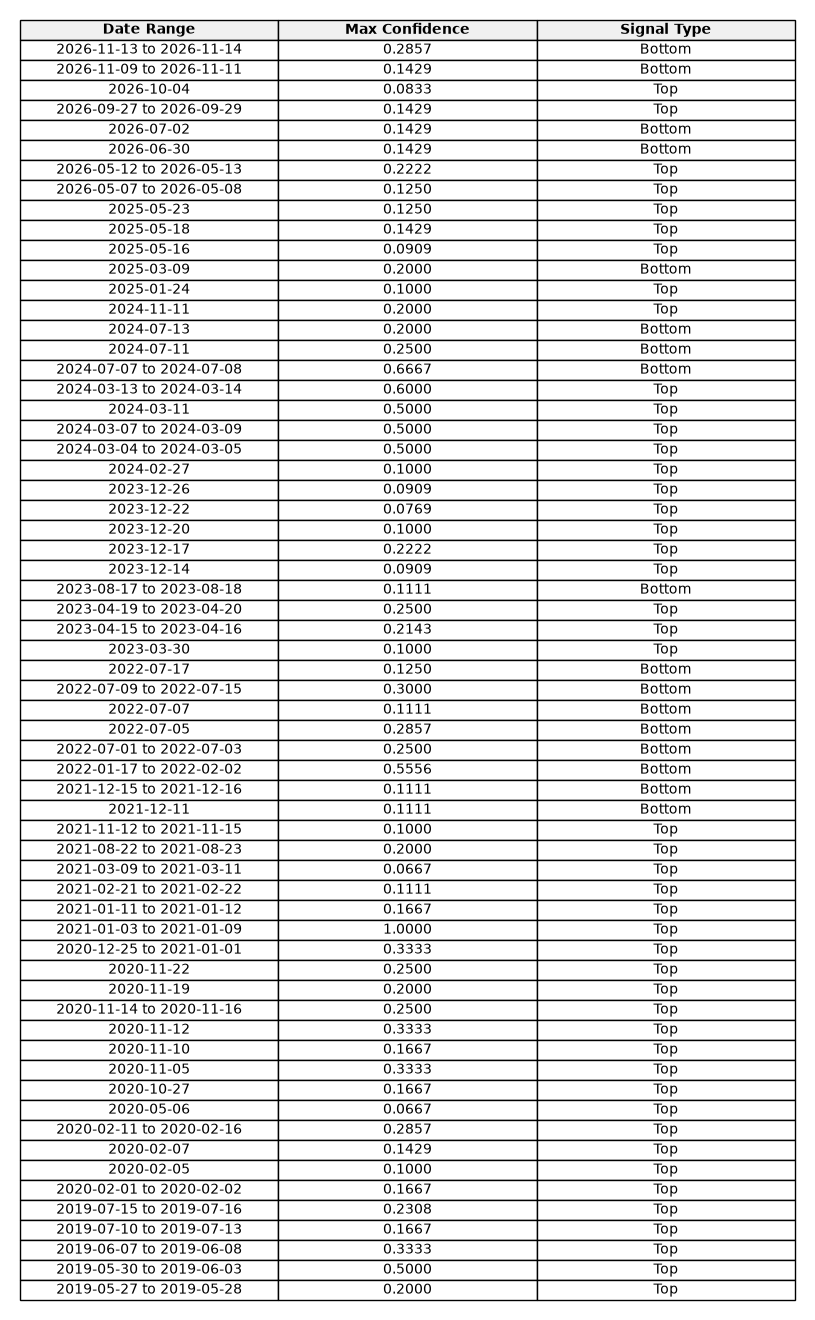 Date Range Max Confidence Signal Type
2026-11-13 to 2026-11-14 0.2857 Bottom
2026-11-09 to 2026-11-11 0.1429 Bottom
2026-10-04 0.0833 Top
2026-09-27 to 2026-09-29 0.1429 Top
2026-07-02 0.1429 Bottom
2026-06-30 0.1429 Bottom
2026-05-12 to 2026-05-13 0.2222 Top
2026-05-07 to 2026-05-08 0.1250 Top
2025-05-23 0.1250 Top
2025-05-18 0.1429 Top
2025-05-16 0.0909 Top
2025-03-09 0.2000 Bottom
2025-01-24 0.1000 Top
2024-11-11 0.2000 Top
2024-07-13 0.2000 Bottom
2024-07-11 0.2500 Bottom
2024-07-07 to 2024-07-08 0.6667 Bottom
2024-03-13 to 2024-03-14 0.6000 Top
2024-03-11 0.5000 Top
2024-03-07 to 2024-03-09 0.5000 Top
2024-03-04 to 2024-03-05 0.5000 Top
2024-02-27 0.1000 Top
2023-12-26 0.0909 Top
2023-12-22 0.0769 Top
2023-12-20 0.1000 Top
2023-12-17 0.2222 Top
2023-12-14 0.0909 Top
2023-08-17 to 2023-08-18 0.1111 Bottom
2023-04-19 to 2023-04-20 0.2500 Top
2023-04-15 to 2023-04-16 0.2143 Top
2023-03-30 0.1000 Top
2022-07-17 0.1250 Bottom
2022-07-09 to 2022-07-15 0.3000 Bottom
2022-07-07 0.1111 Bottom
2022-07-05 0.2857 Bottom
2022-07-01 to 2022-07-03 0.2500 Bottom
2022-01-17 to 2022-02-02 0.5556 Bottom
2021-12-15 to 2021-12-16 0.1111 Bottom
2021-12-11 0.1111 Bottom
2021-11-12 to 2021-11-15 0.1000 Top
2021-08-22 to 2021-08-23 0.2000 Top
2021-03-09 to 2021-03-11 0.0667 Top
2021-02-21 to 2021-02-22 0.1111 Top
2021-01-11 to 2021-01-12 0.1667 Top
2021-01-03 to 2021-01-09 1.0000 Top
2020-12-25 to 2021-01-01 0.3333 Top
2020-11-22 0.2500 Top
2020-11-19 0.2000 Top
2020-11-14 to 2020-11-16 0.2500 Top
2020-11-12 0.3333 Top
2020-11-10 0.1667 Top
2020-11-05 0.3333 Top
2020-10-27 0.1667 Top
2020-05-06 0.0667 Top
2020-02-11 to 2020-02-16 0.2857 Top
2020-02-07 0.1429 Top
2020-02-05 0.1000 Top
2020-02-01 to 2020-02-02 0.1667 Top
2019-07-15 to 2019-07-16 0.2308 Top
2019-07-10 to 2019-07-13 0.1667 Top
2019-06-07 to 2019-06-08 0.3333 Top
2019-05-30 to 2019-06-03 0.5000 Top
2019-05-27 to 2019-05-28 0.2000 Top